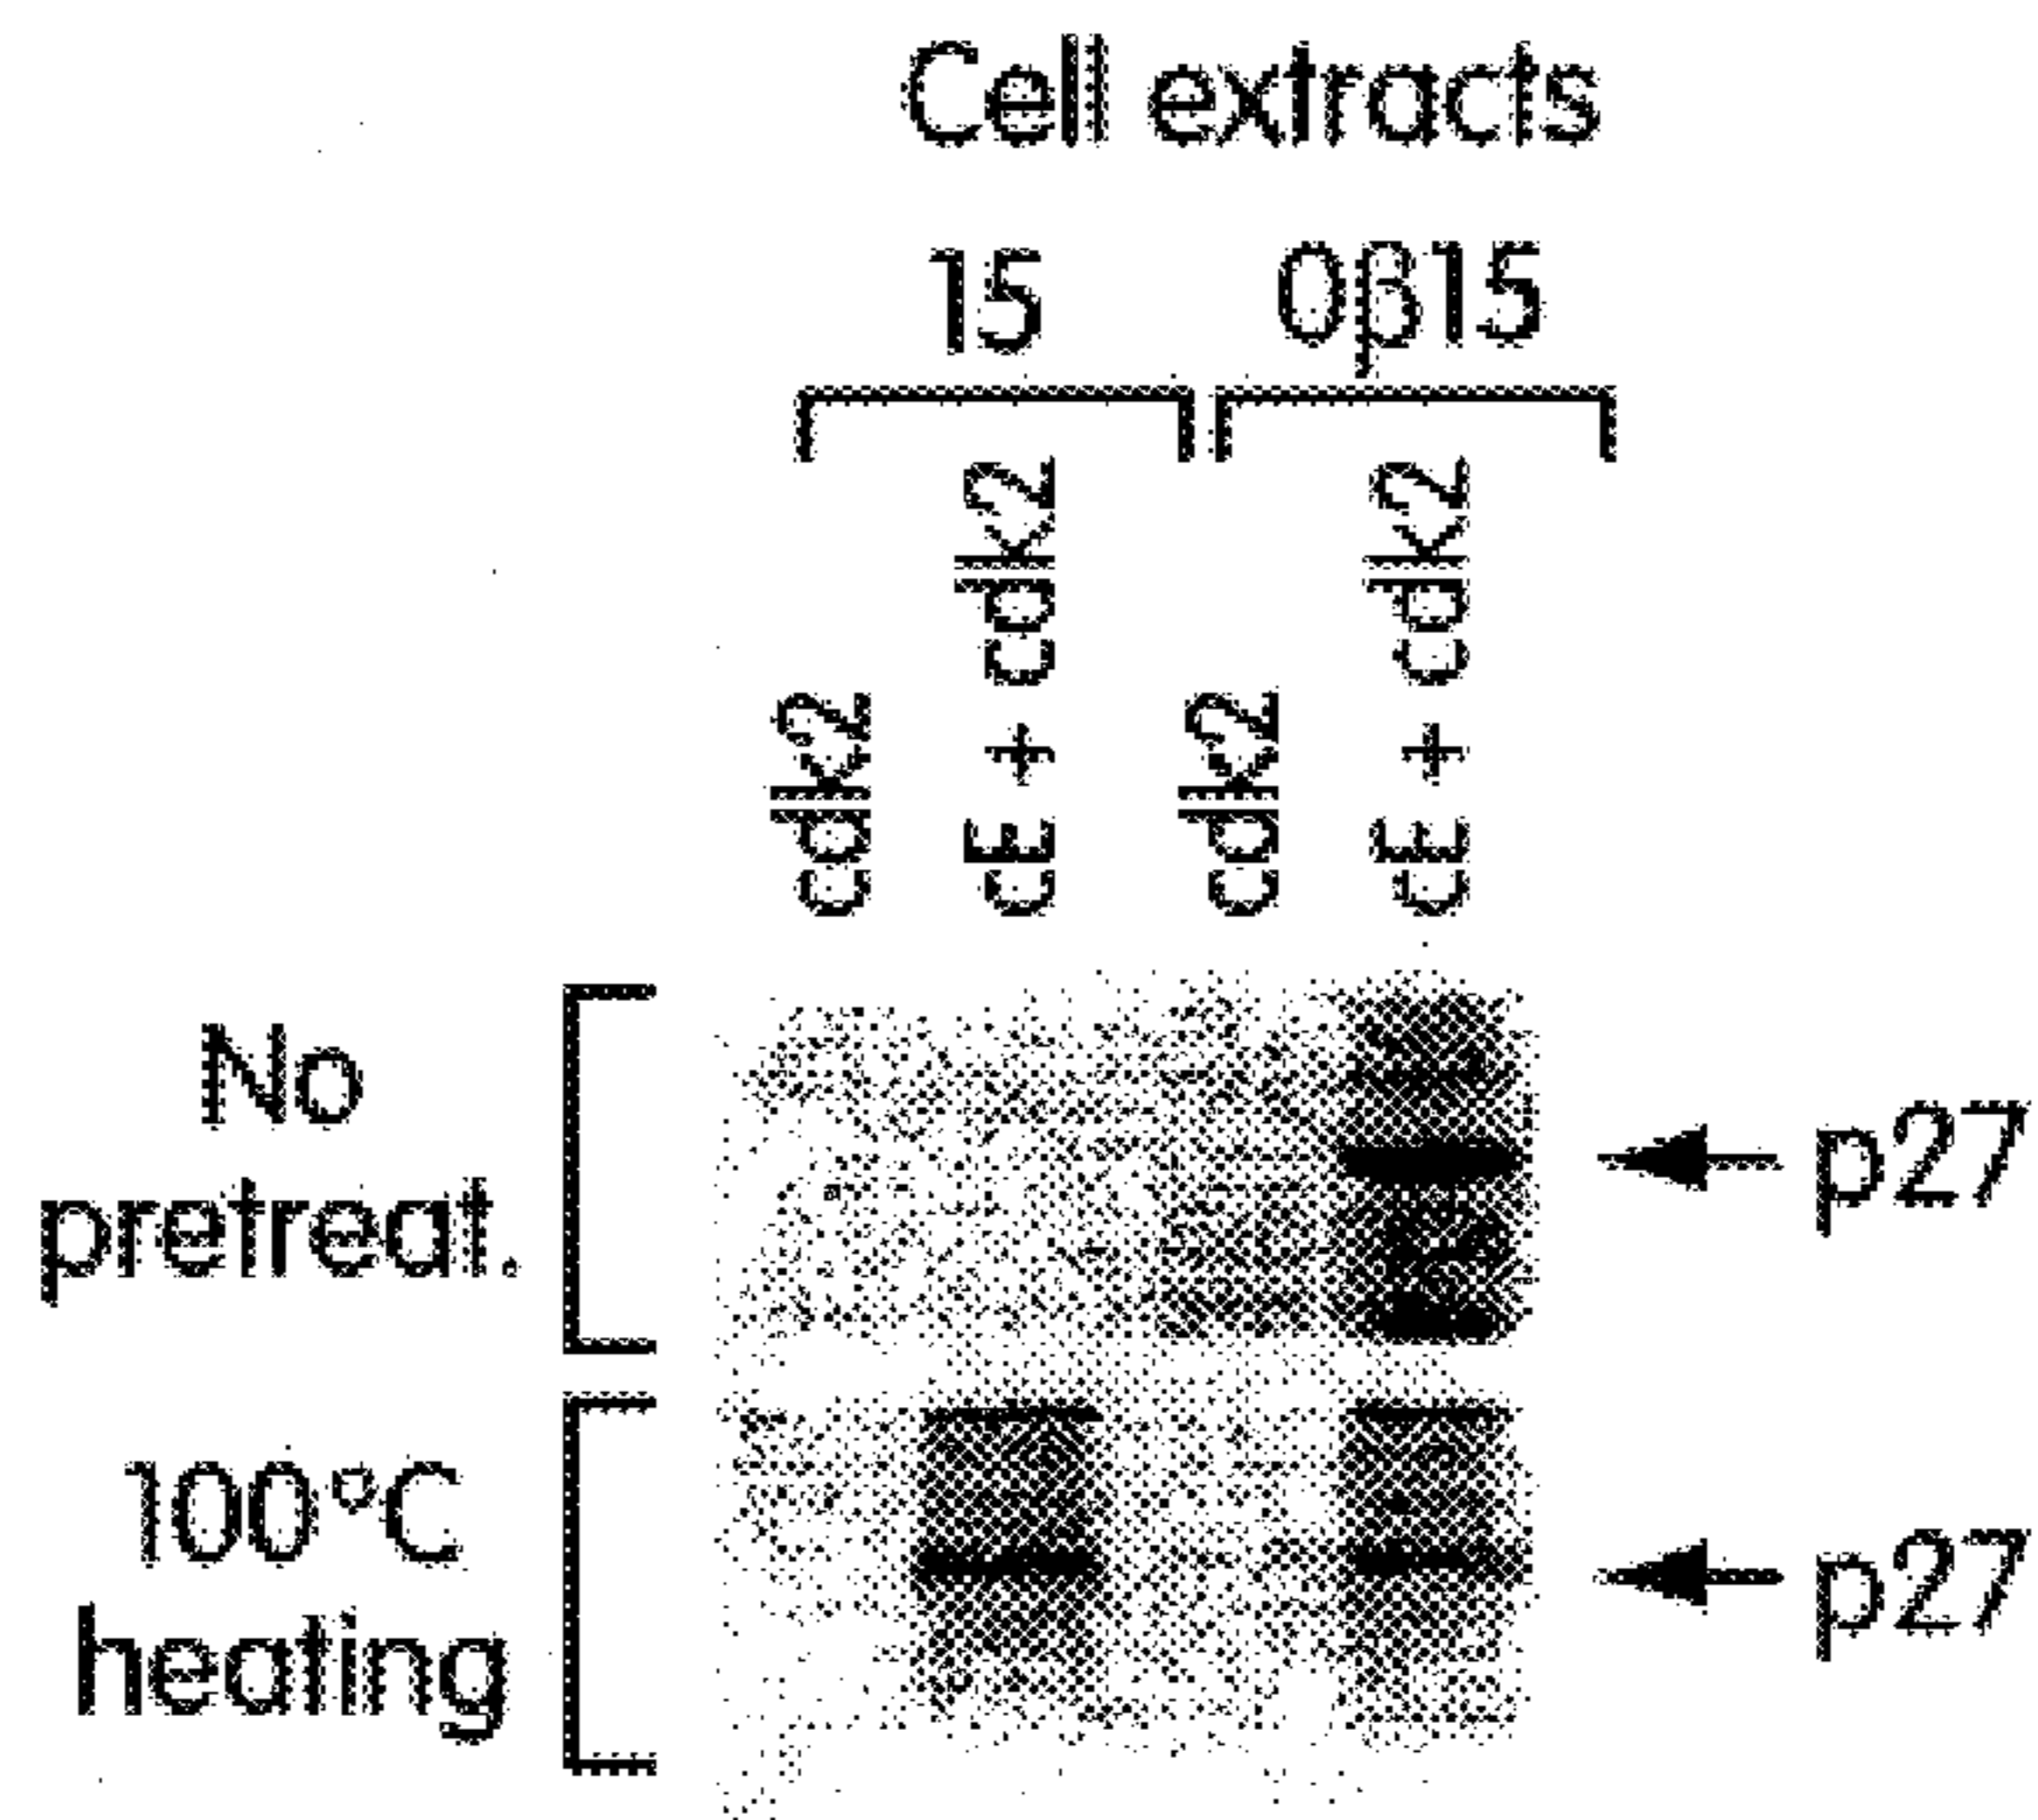 Cell extracts
15 0β15
cdk2 cE + cdk2 cdk2 cE + cdk2
No
pretreat.
p27
100°C
heating
p27